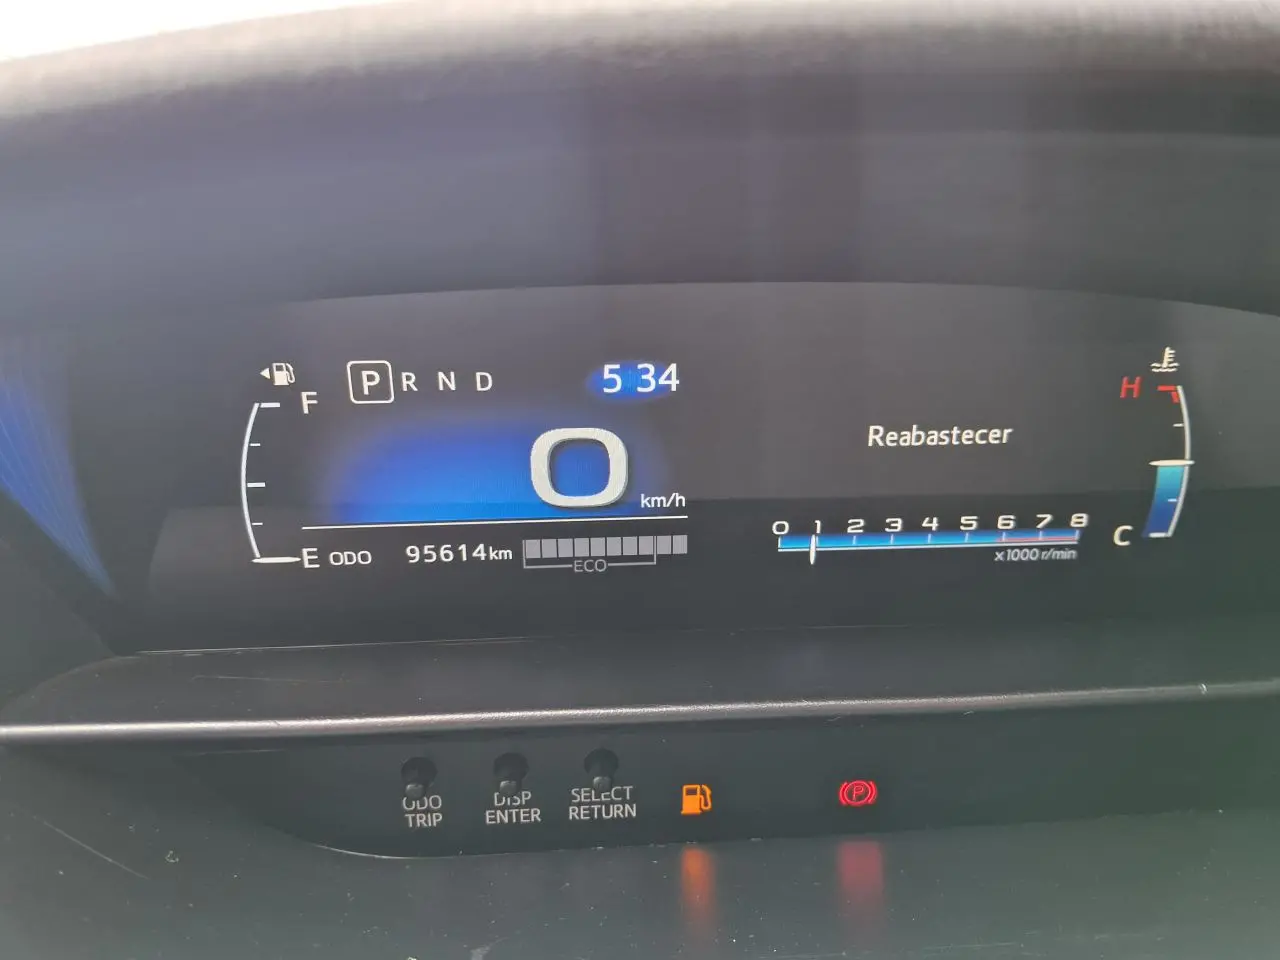 P R N D 5 34
F
H
0
km/h
Reabastecer
0 1 2 3 4 5 6 7 8
x1000 r/min
C
E ODO 95614km
ECO
ODO
TRIP
DISP
ENTER
SELECT
RETURN
P